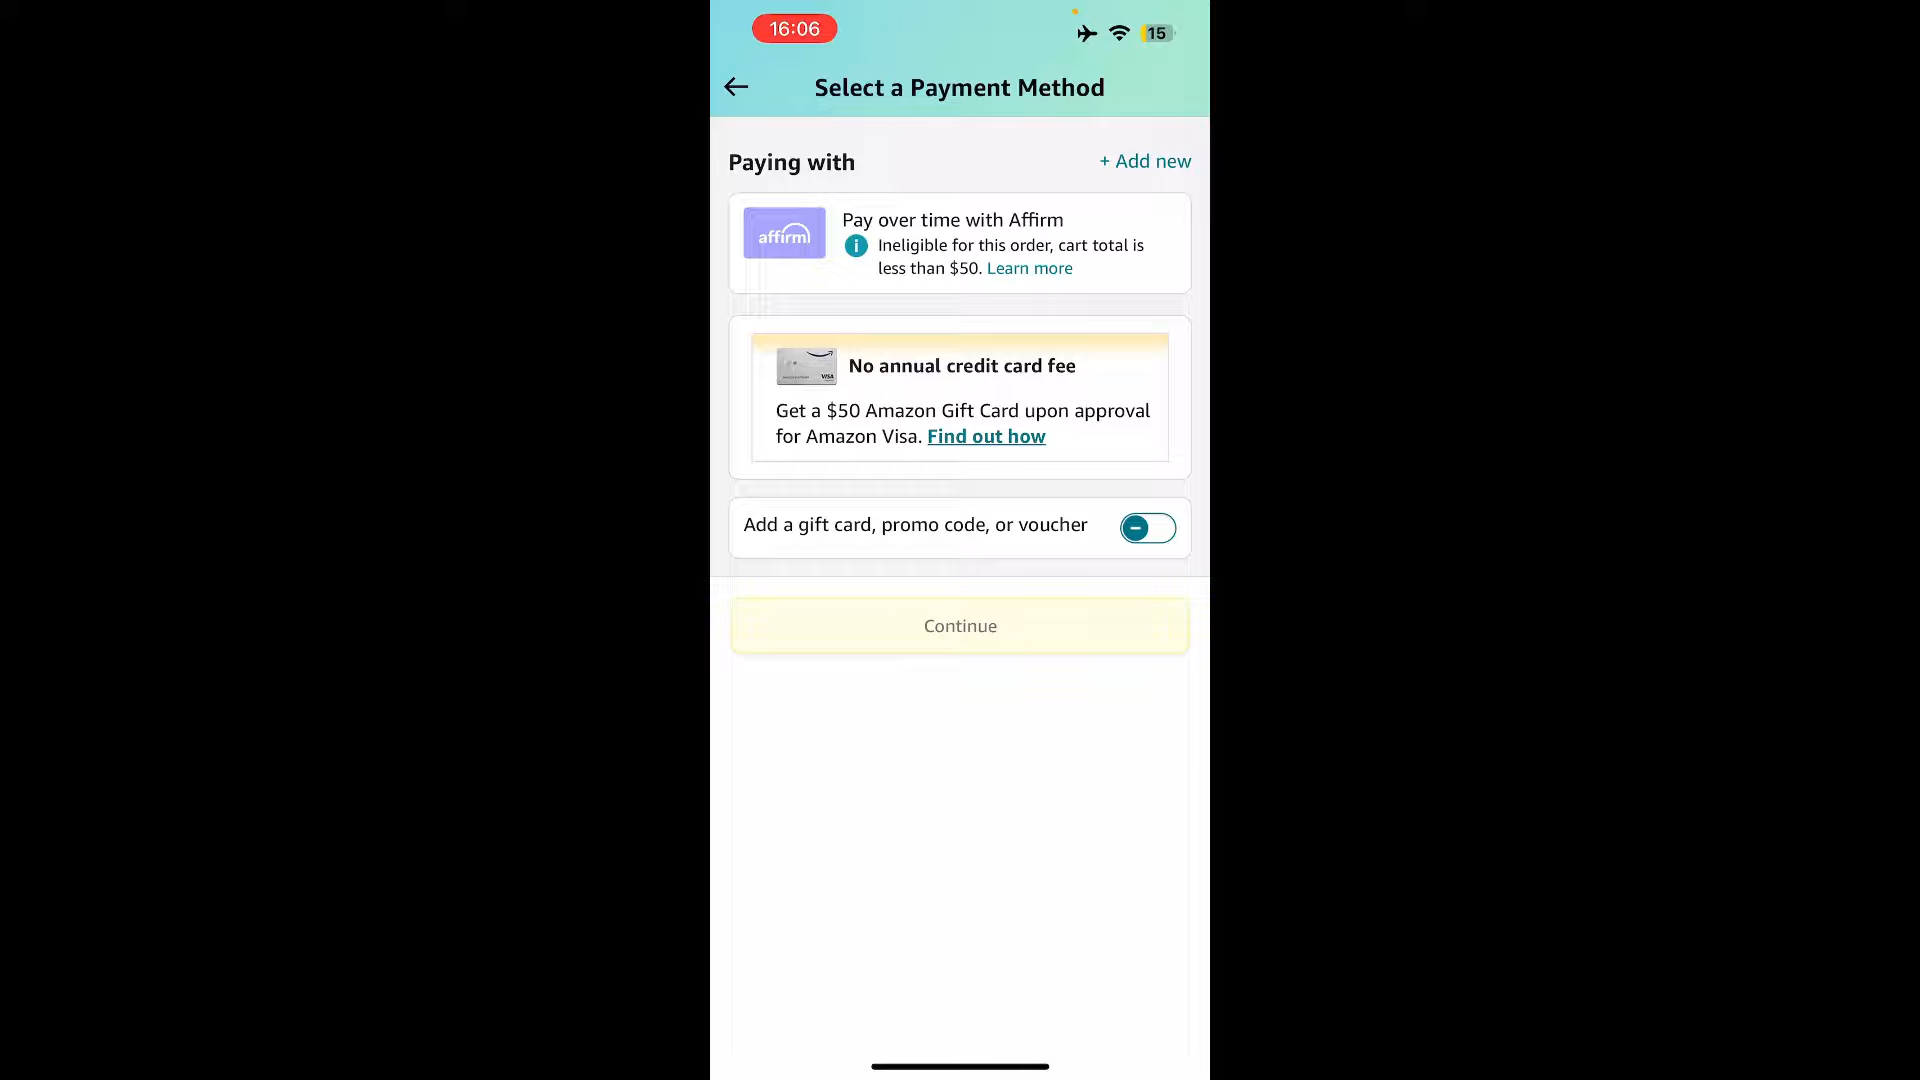 16:06
15
Select a Payment Method
Paying with
+ Add new
affirm
Pay over time with Affirm
Ineligible for this order, cart total is
less than $50. Learn more
VISA
No annual credit card fee
Get a $50 Amazon Gift Card upon approval
for Amazon Visa. Find out how
Add a gift card, promo code, or voucher
Continue